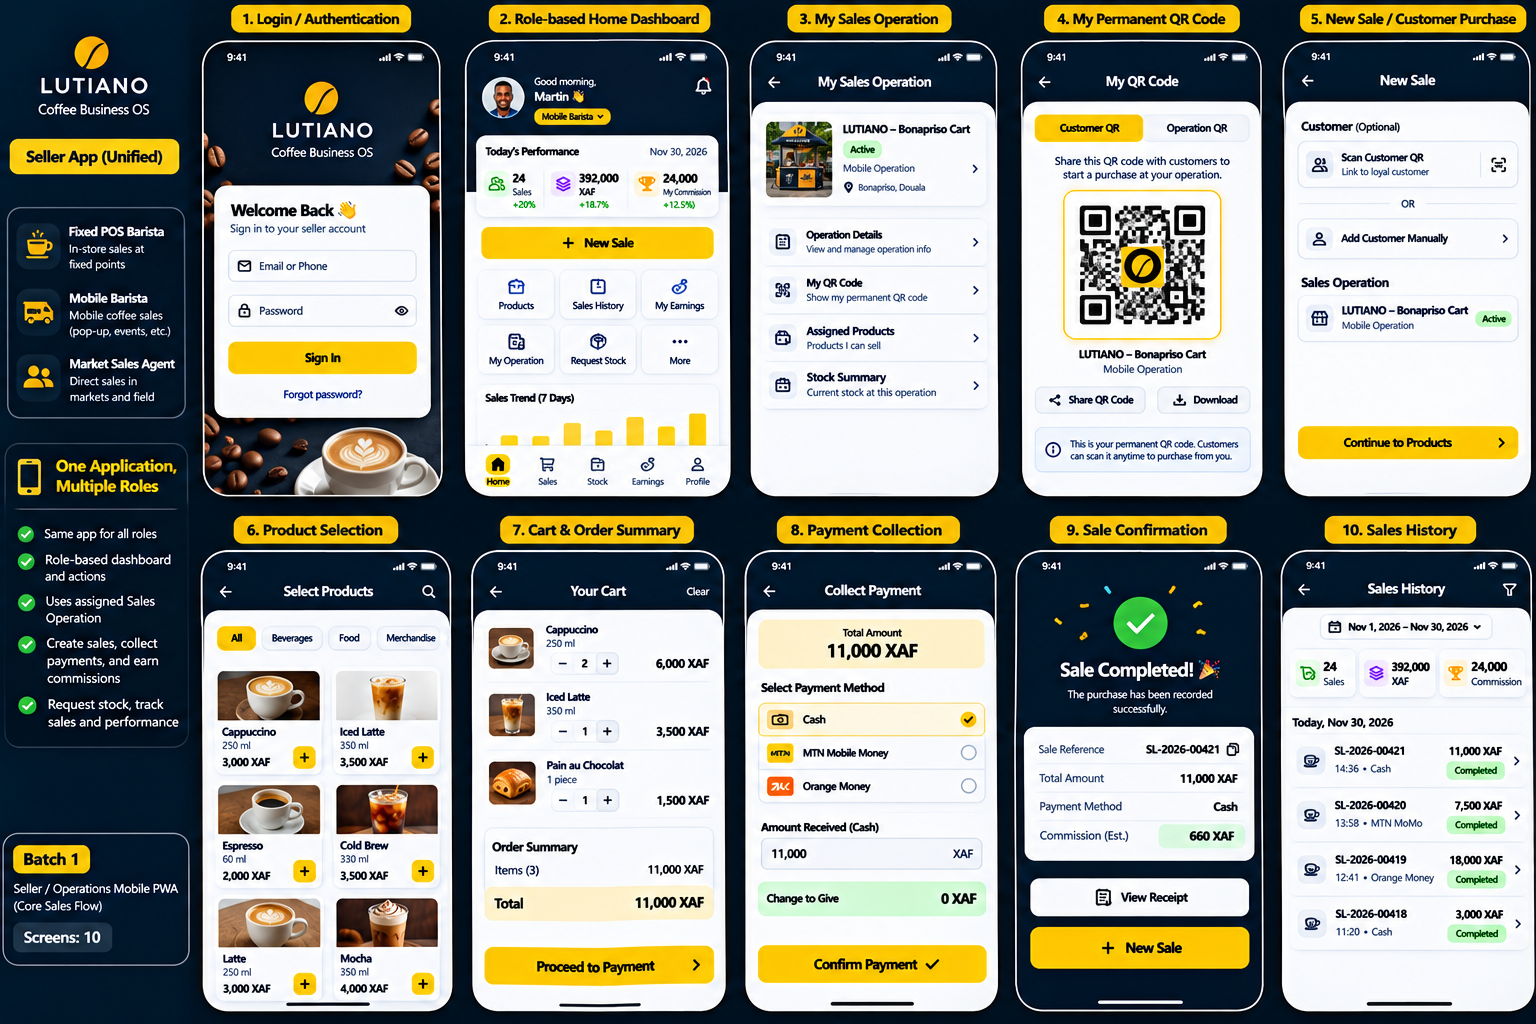 LUTIANO
Coffee Business OS
Seller App (Unified)
Fixed POS Barista
In-store sales at
fixed points
Mobile Barista
Mobile coffee sales
(pop-up, events, etc.)
Market Sales Agent
Direct sales in
markets and field
One Application,
Multiple Roles
Same app for all roles
Role-based dashboard
and actions
Uses assigned Sales
Operation
Create sales, collect
payments, and earn
commissions
Request stock, track
sales and performance
Batch 1
Seller / Operations Mobile PWA
(Core Sales Flow)
Screens: 10
1. Login / Authentication
9:41
LUTIANO
Coffee Business OS
Welcome Back 👋
Sign in to your seller account
Email or Phone
Password
Sign In
Forgot password?
2. Role-based Home Dashboard
9:41
Good morning,
Martin 👋
Mobile Barista
Today's Performance
Nov 30, 2026
24
Sales
+20%
392,000
XAF
+18.7%
24,000
My Commission
+12.5%)
+ New Sale
Products
Sales History
My Earnings
My Operation
Request Stock
More
Sales Trend (7 Days)
Home
Sales
Stock
Earnings
Profile
3. My Sales Operation
9:41
My Sales Operation
LUTIANO – Bonapriso Cart
Active
Mobile Operation
Bonapriso, Douala
Operation Details
View and manage operation info
My QR Code
Show my permanent QR code
Assigned Products
Products I can sell
Stock Summary
Current stock at this operation
4. My Permanent QR Code
9:41
My QR Code
Customer QR
Operation QR
Share this QR code with customers to
start a purchase at your operation.
LUTIANO – Bonapriso Cart
Mobile Operation
Share QR Code
Download
This is your permanent QR code. Customers
can scan it anytime to purchase from you.
5. New Sale / Customer Purchase
9:41
New Sale
Customer (Optional)
Scan Customer QR
Link to loyal customer
OR
Add Customer Manually
Sales Operation
LUTIANO – Bonapriso Cart
Mobile Operation
Active
Continue to Products
6. Product Selection
9:41
Select Products
All
Beverages
Food
Merchandise
Cappuccino
250 ml
3,000 XAF
Iced Latte
350 ml
3,500 XAF
Espresso
60 ml
2,000 XAF
Cold Brew
330 ml
3,500 XAF
Latte
250 ml
3,000 XAF
Mocha
350 ml
4,000 XAF
7. Cart & Order Summary
9:41
Your Cart
Clear
Cappuccino
250 ml
− 2 +
6,000 XAF
Iced Latte
350 ml
− 1 +
3,500 XAF
Pain au Chocolat
1 piece
− 1 +
1,500 XAF
Order Summary
Items (3)
11,000 XAF
Total
11,000 XAF
Proceed to Payment
8. Payment Collection
9:41
Collect Payment
Total Amount
11,000 XAF
Select Payment Method
Cash
MTN Mobile Money
Orange Money
Amount Received (Cash)
11,000
XAF
Change to Give
0 XAF
Confirm Payment ✓
9. Sale Confirmation
9:41
Sale Completed! 🎉
The purchase has been recorded
successfully.
Sale Reference
SL-2026-00421
Total Amount
11,000 XAF
Payment Method
Cash
Commission (Est.)
660 XAF
View Receipt
+ New Sale
10. Sales History
9:41
Sales History
Nov 1, 2026 – Nov 30, 2026
24
Sales
392,000
XAF
24,000
Commission
Today, Nov 30, 2026
SL-2026-00421
11,000 XAF
14:36 • Cash
Completed
SL-2026-00420
7,500 XAF
13:58 • MTN MoMo
Completed
SL-2026-00419
18,000 XAF
12:41 • Orange Money
Completed
SL-2026-00418
3,000 XAF
11:20 • Cash
Completed